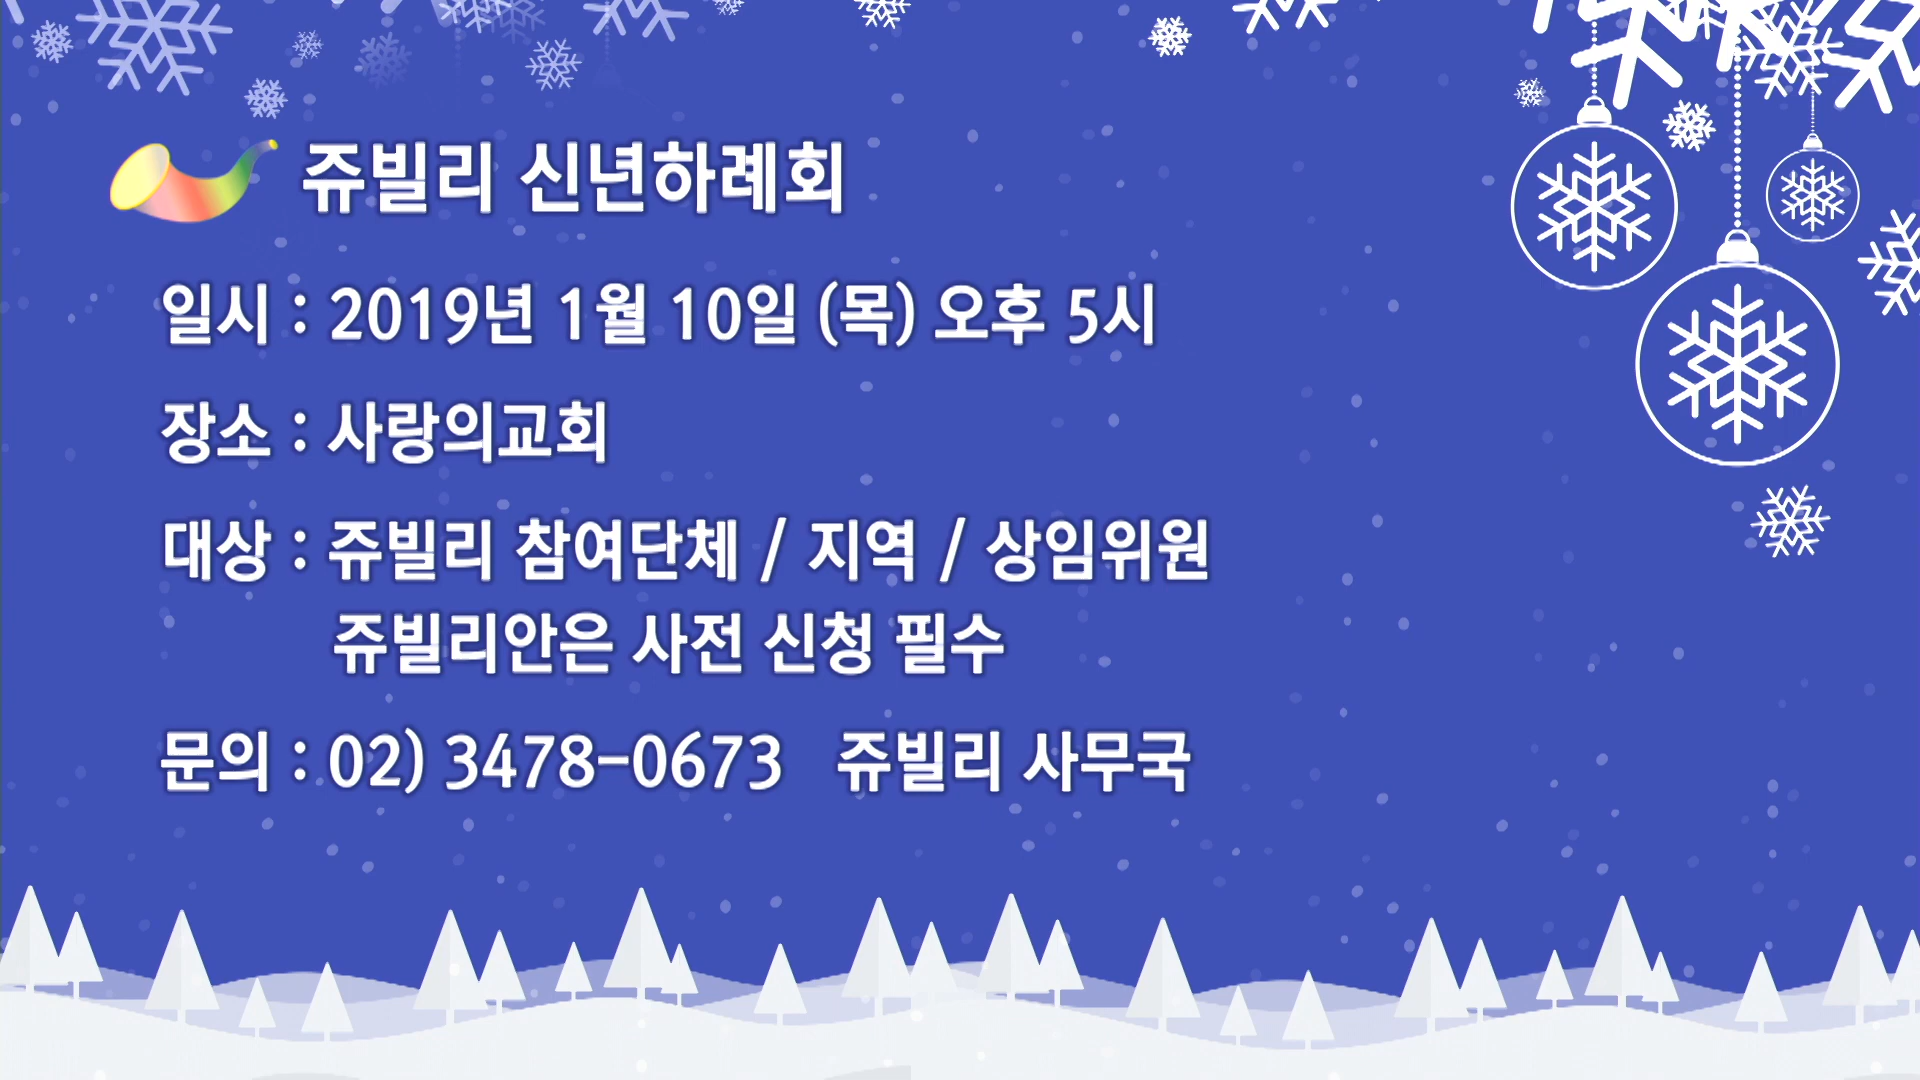 쥬빌리 신년하례회
일시 : 2019년 1월 10일 (목) 오후 5시
장소 : 사랑의교회
대상 : 쥬빌리 참여단체 / 지역 / 상임위원
쥬빌리안은 사전 신청 필수
문의 : 02) 3478-0673 쥬빌리 사무국